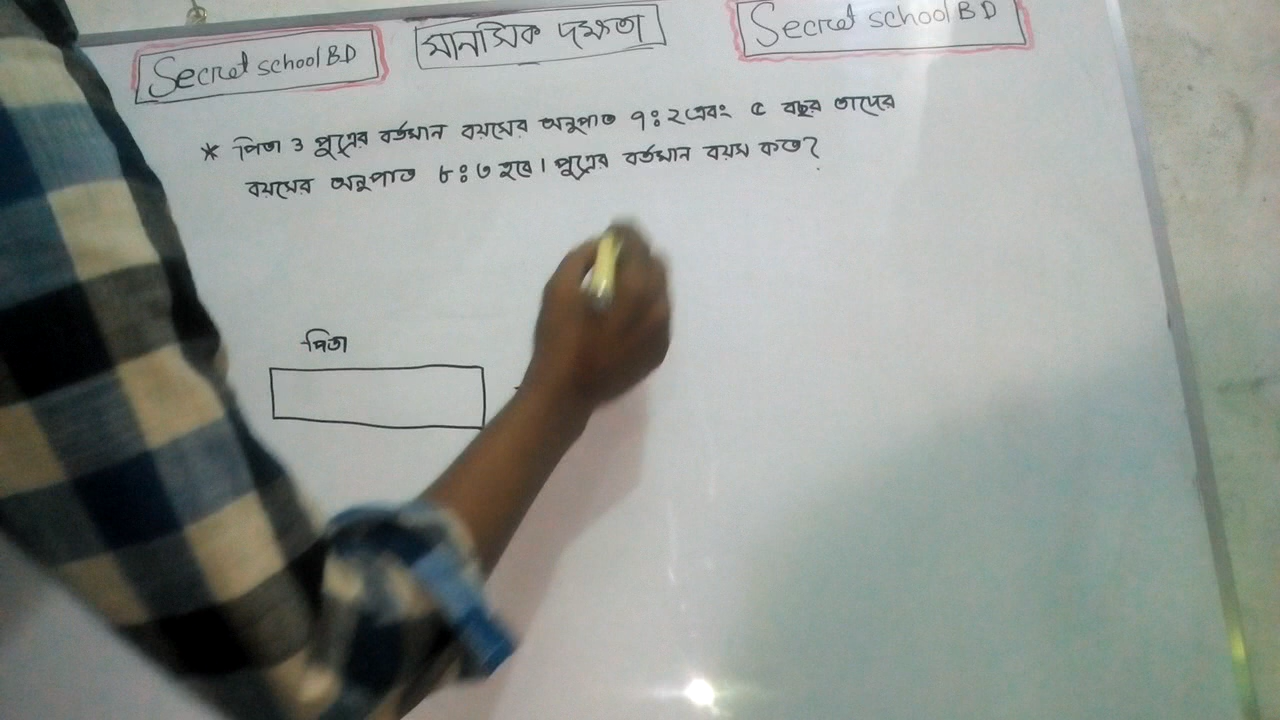 Secret school BD
মানসিক দক্ষতা
Secret school BD
* পিতা ও পুত্রের বর্তমান বয়সের অনুপাত ৭ : ২ এবং ৫ বছর তাদের
বয়সের অনুপাত ৮ : ৩ হবে। পুত্রের বর্তমান বয়স কতো?
পিতা